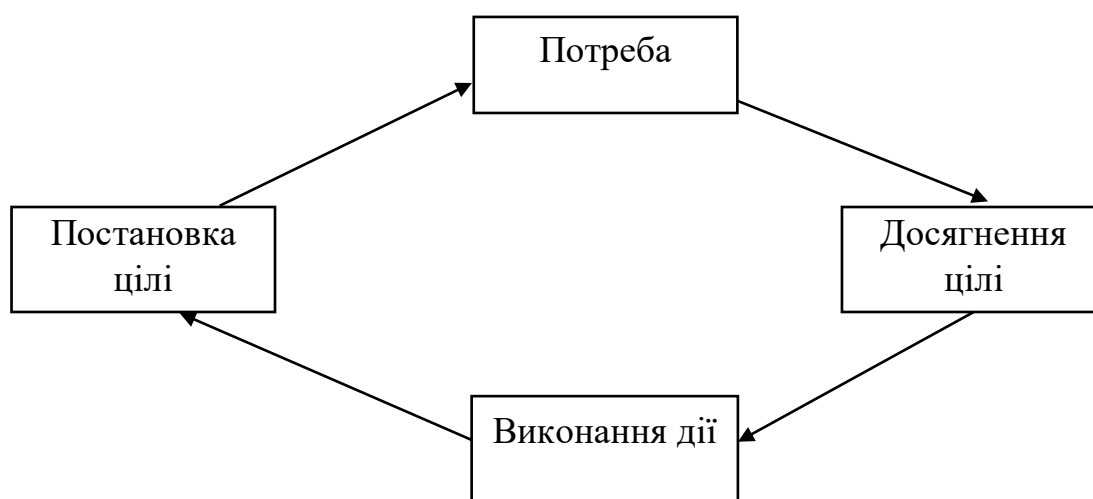 Потреба
Постановка
цілі
Досягнення
цілі
Виконання дії